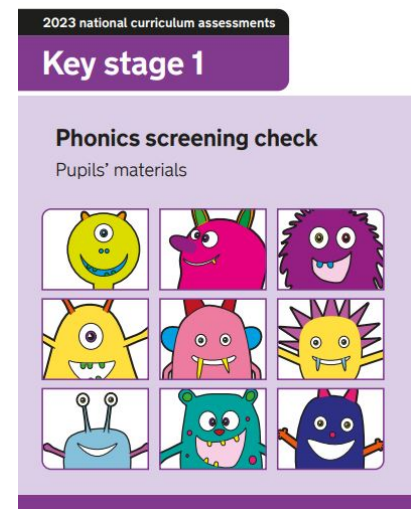 2023 national curriculum assessments
Key stage 1
Phonics screening check
Pupils’ materials